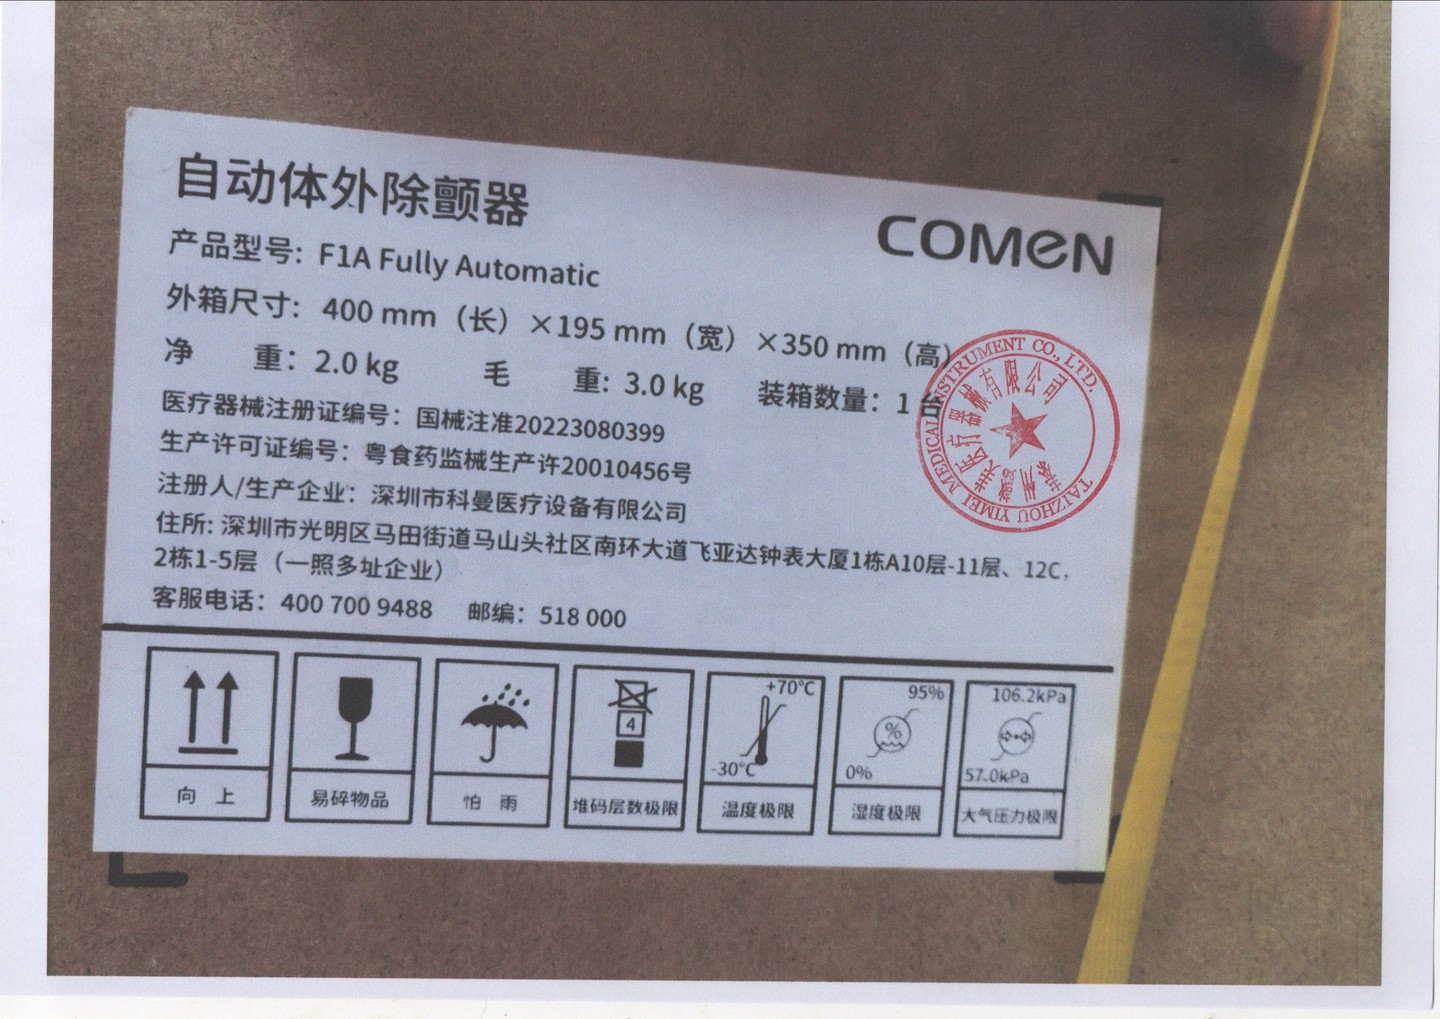 自动体外除颤器
COMEN
产品型号: F1A Fully Automatic
外箱尺寸: 400 mm（长）×195 mm（宽）×350 mm（高）
净 重: 2.0 kg 毛 重: 3.0 kg 装箱数量: 1 台
医疗器械注册证编号: 国械注准20223080399
生产许可证编号: 粤食药监械生产许20010456号
注册人/生产企业: 深圳市科曼医疗设备有限公司
住所: 深圳市光明区马田街道马山头社区南环大道飞亚达钟表大厦1栋A10层-11层、12C,
2栋1-5层（一照多址企业）
客服电话: 400 700 9488 邮编: 518 000
TAIZHOU YIMEI MEDICAL INSTRUMENT CO., LTD.
医疗器械有限公司
4
+70℃
-30℃
95%
%
0%
106.2kPa
57.0kPa
向 上
易碎物品
怕 雨
堆码层数极限
温度极限
湿度极限
大气压力极限